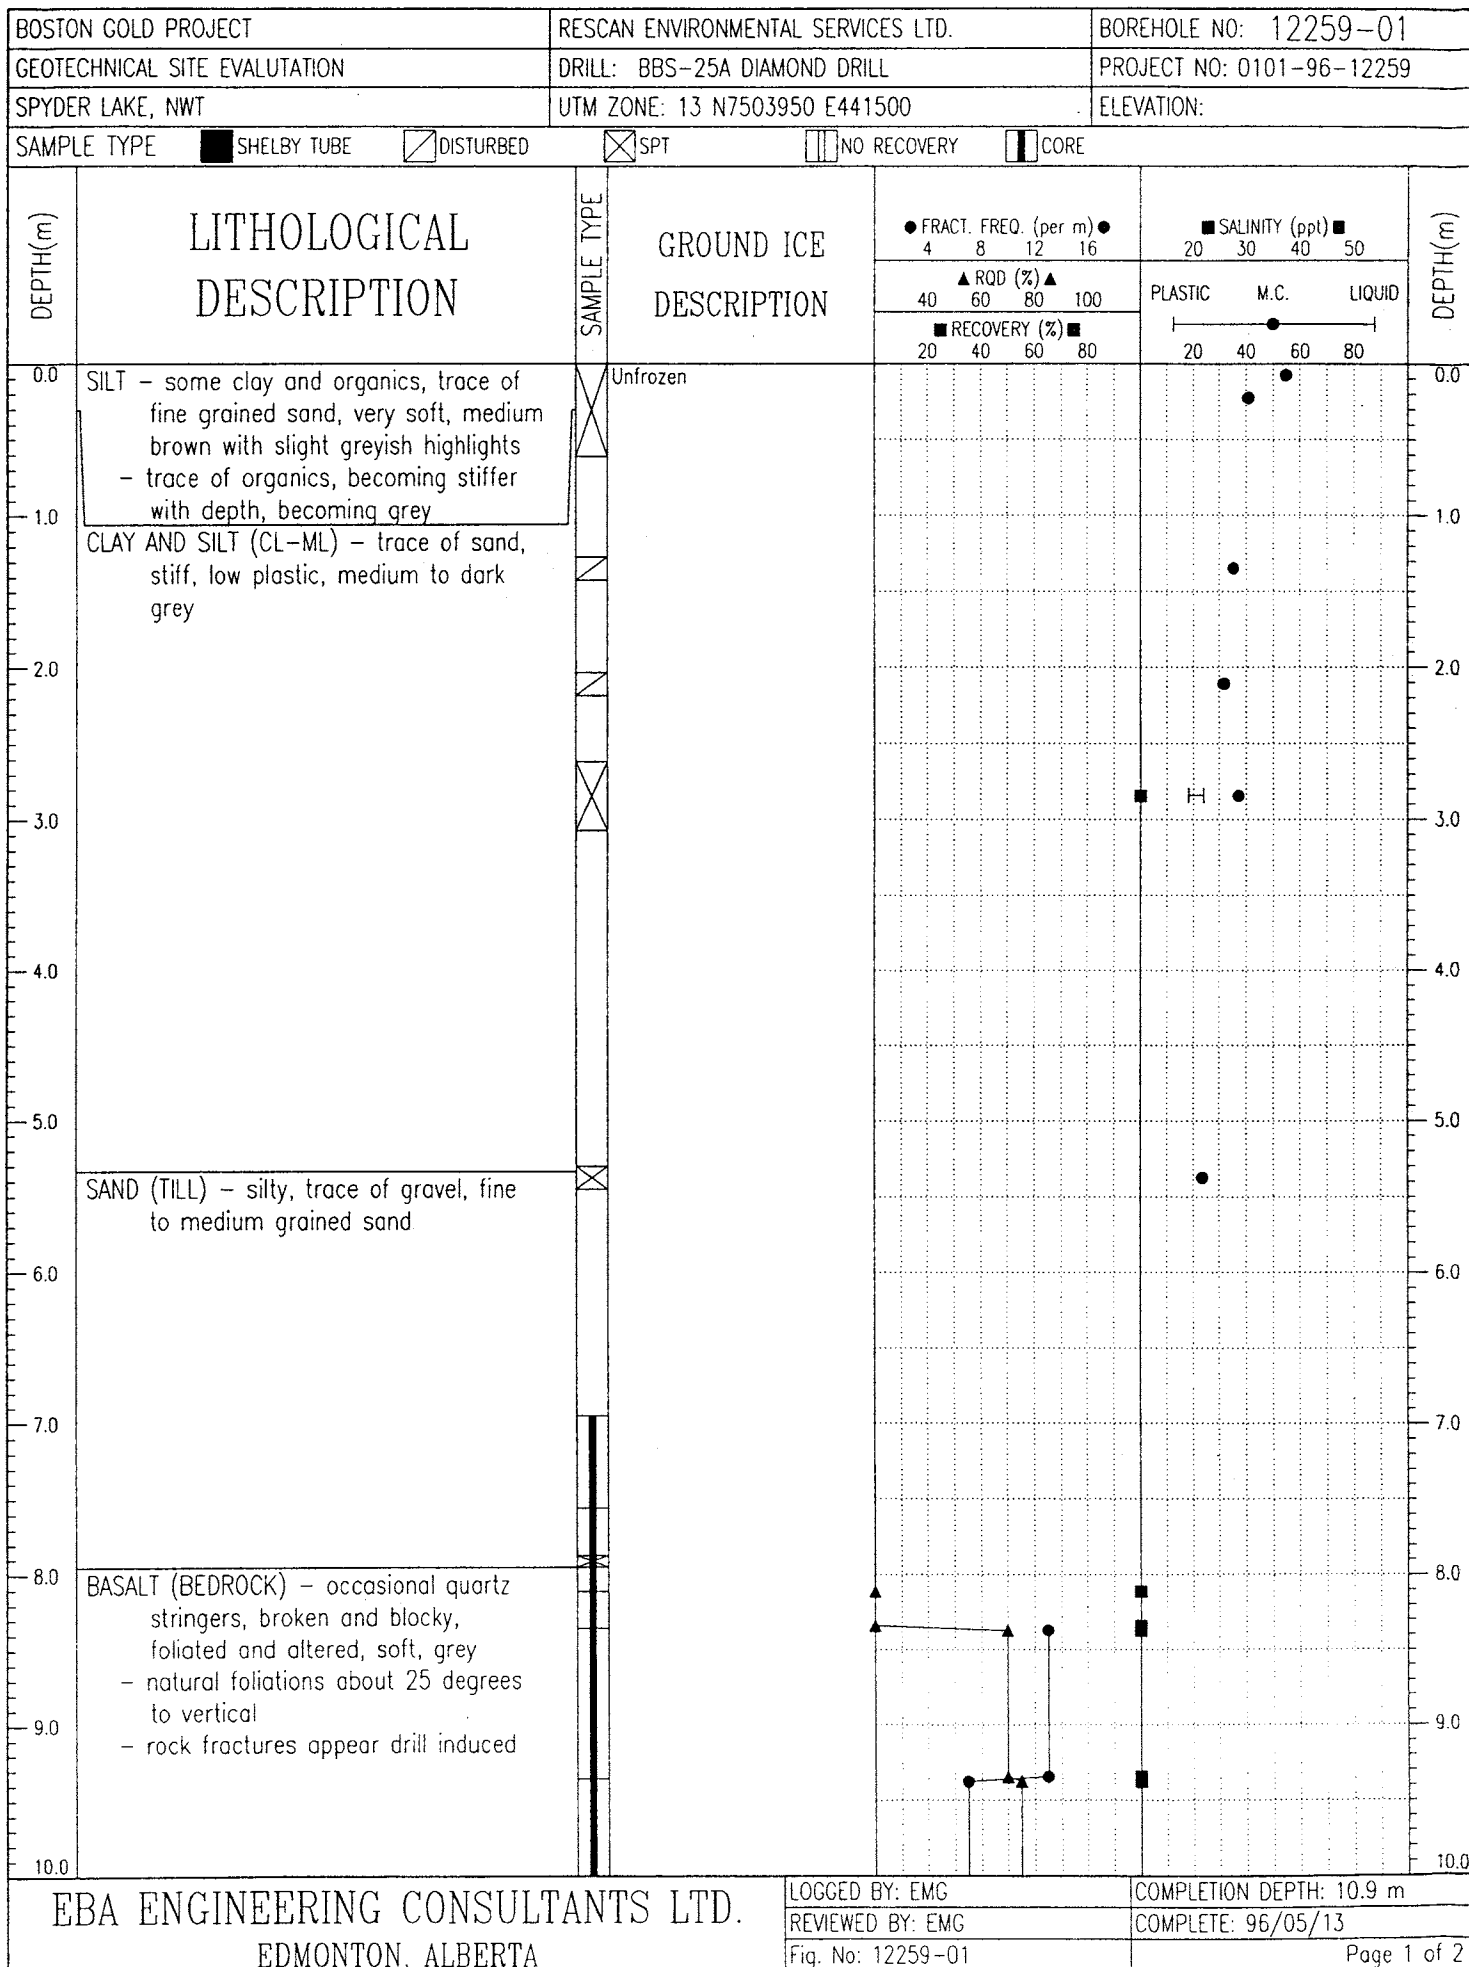 BOSTON GOLD PROJECT
RESCAN ENVIRONMENTAL SERVICES LTD.
BOREHOLE NO: 12259-01
GEOTECHNICAL SITE EVALUTATION
DRILL: BBS-25A DIAMOND DRILL
PROJECT NO: 0101-96-12259
SPYDER LAKE, NWT
UTM ZONE: 13 N7503950 E441500
ELEVATION:
SAMPLE TYPE SHELBY TUBE DISTURBED SPT NO RECOVERY CORE
DEPTH(m)
LITHOLOGICAL
DESCRIPTION
SAMPLE TYPE
GROUND ICE
DESCRIPTION
FRACT. FREQ. (per m)
4 8 12 16
RQD (%)
40 60 80 100
RECOVERY (%)
20 40 60 80
SALINITY (ppt)
20 30 40 50
PLASTIC M.C. LIQUID
20 40 60 80
DEPTH(m)
0.0
SILT – some clay and organics, trace of
fine grained sand, very soft, medium
brown with slight greyish highlights
– trace of organics, becoming stiffer
with depth, becoming grey
Unfrozen
0.0
1.0
1.0
CLAY AND SILT (CL-ML) – trace of sand,
stiff, low plastic, medium to dark
grey
2.0
2.0
3.0
3.0
4.0
4.0
5.0
5.0
SAND (TILL) – silty, trace of gravel, fine
to medium grained sand
6.0
6.0
7.0
7.0
8.0
8.0
BASALT (BEDROCK) – occasional quartz
stringers, broken and blocky,
foliated and altered, soft, grey
– natural foliations about 25 degrees
to vertical
– rock fractures appear drill induced
9.0
9.0
10.0
10.0
EBA ENGINEERING CONSULTANTS LTD.
EDMONTON, ALBERTA
LOGGED BY: EMG
COMPLETION DEPTH: 10.9 m
REVIEWED BY: EMG
COMPLETE: 96/05/13
Fig. No: 12259-01
Page 1 of 2